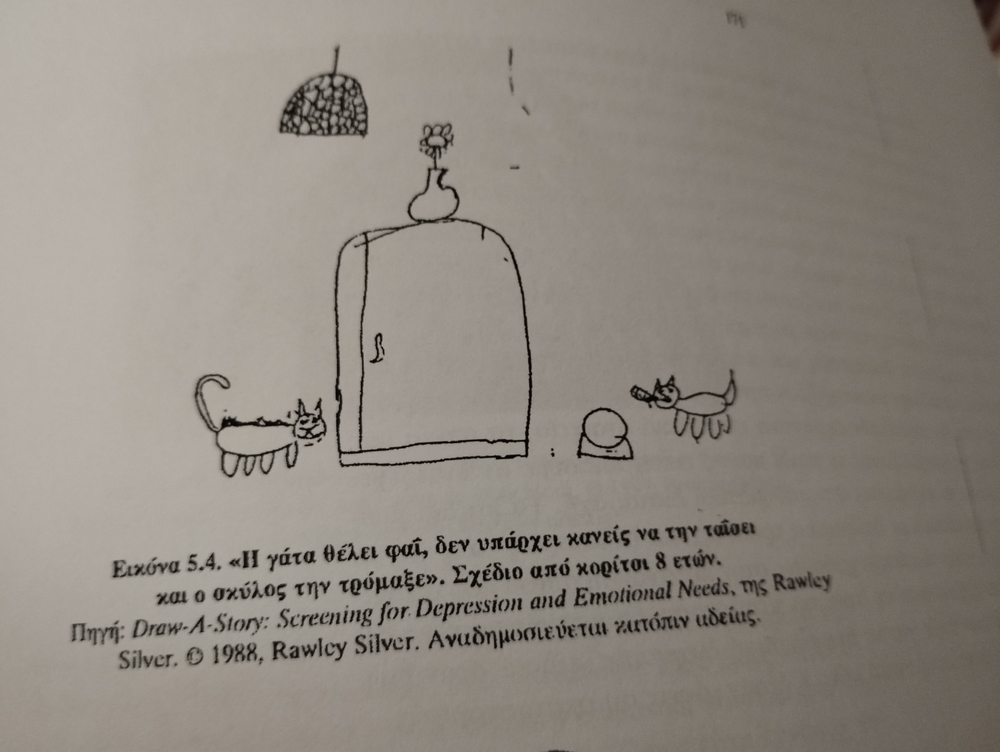 Εικόνα 5.4. «Η γάτα θέλει φαΐ, δεν υπάρχει κανείς να την ταΐσει
και ο σκύλος την τρόμαξε». Σχέδιο από κορίτσι 8 ετών.
Πηγή: Draw-A-Story: Screening for Depression and Emotional Needs, της Rawley
Silver. © 1988, Rawley Silver. Αναδημοσιεύεται κατόπιν αδείας.